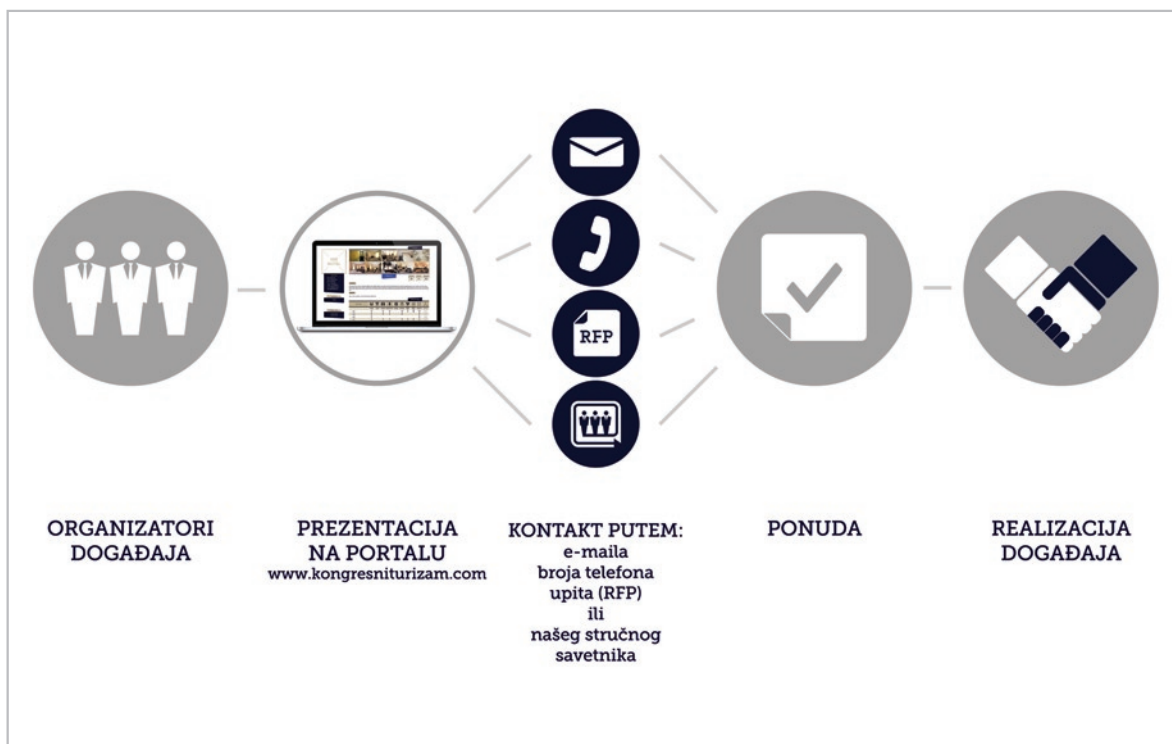 RFP
ORGANIZATORI
DOGAĐAJA
PREZENTACIJA
NA PORTALU
www.kongresniturizam.com
KONTAKT PUTEM:
e-maila
broja telefona
upita (RFP)
ili
našeg stručnog
savetnika
PONUDA
REALIZACIJA
DOGAĐAJA